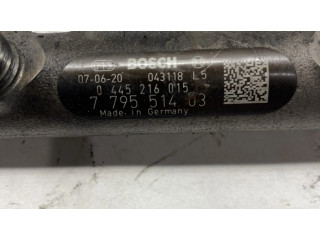 BOSCH
07-06-20 043118 L5
0 445 216 015
7 795 514 03
Made in Germany